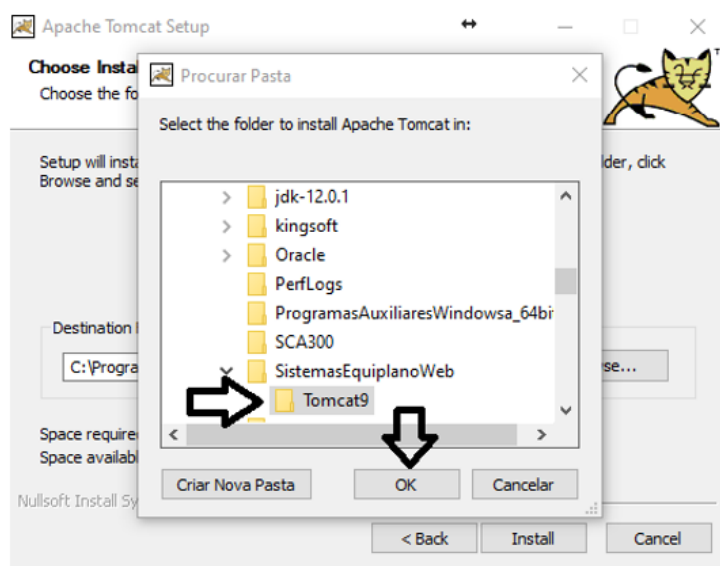 Apache Tomcat Setup
Choose Instal
Choose the fo
Procurar Pasta
TM
Select the folder to install Apache Tomcat in:
Setup will insta
lder, click
Browse and se
jdk-12.0.1
kingsoft
Oracle
PerfLogs
ProgramasAuxiliaresWindowsa_64bi
SCA300
Destination
C:\Progra
SistemasEquiplanoWeb
se...
Tomcat9
Space require
Space availabl
Criar Nova Pasta
OK
Cancelar
Nullsoft Install Sy
< Back
Install
Cancel